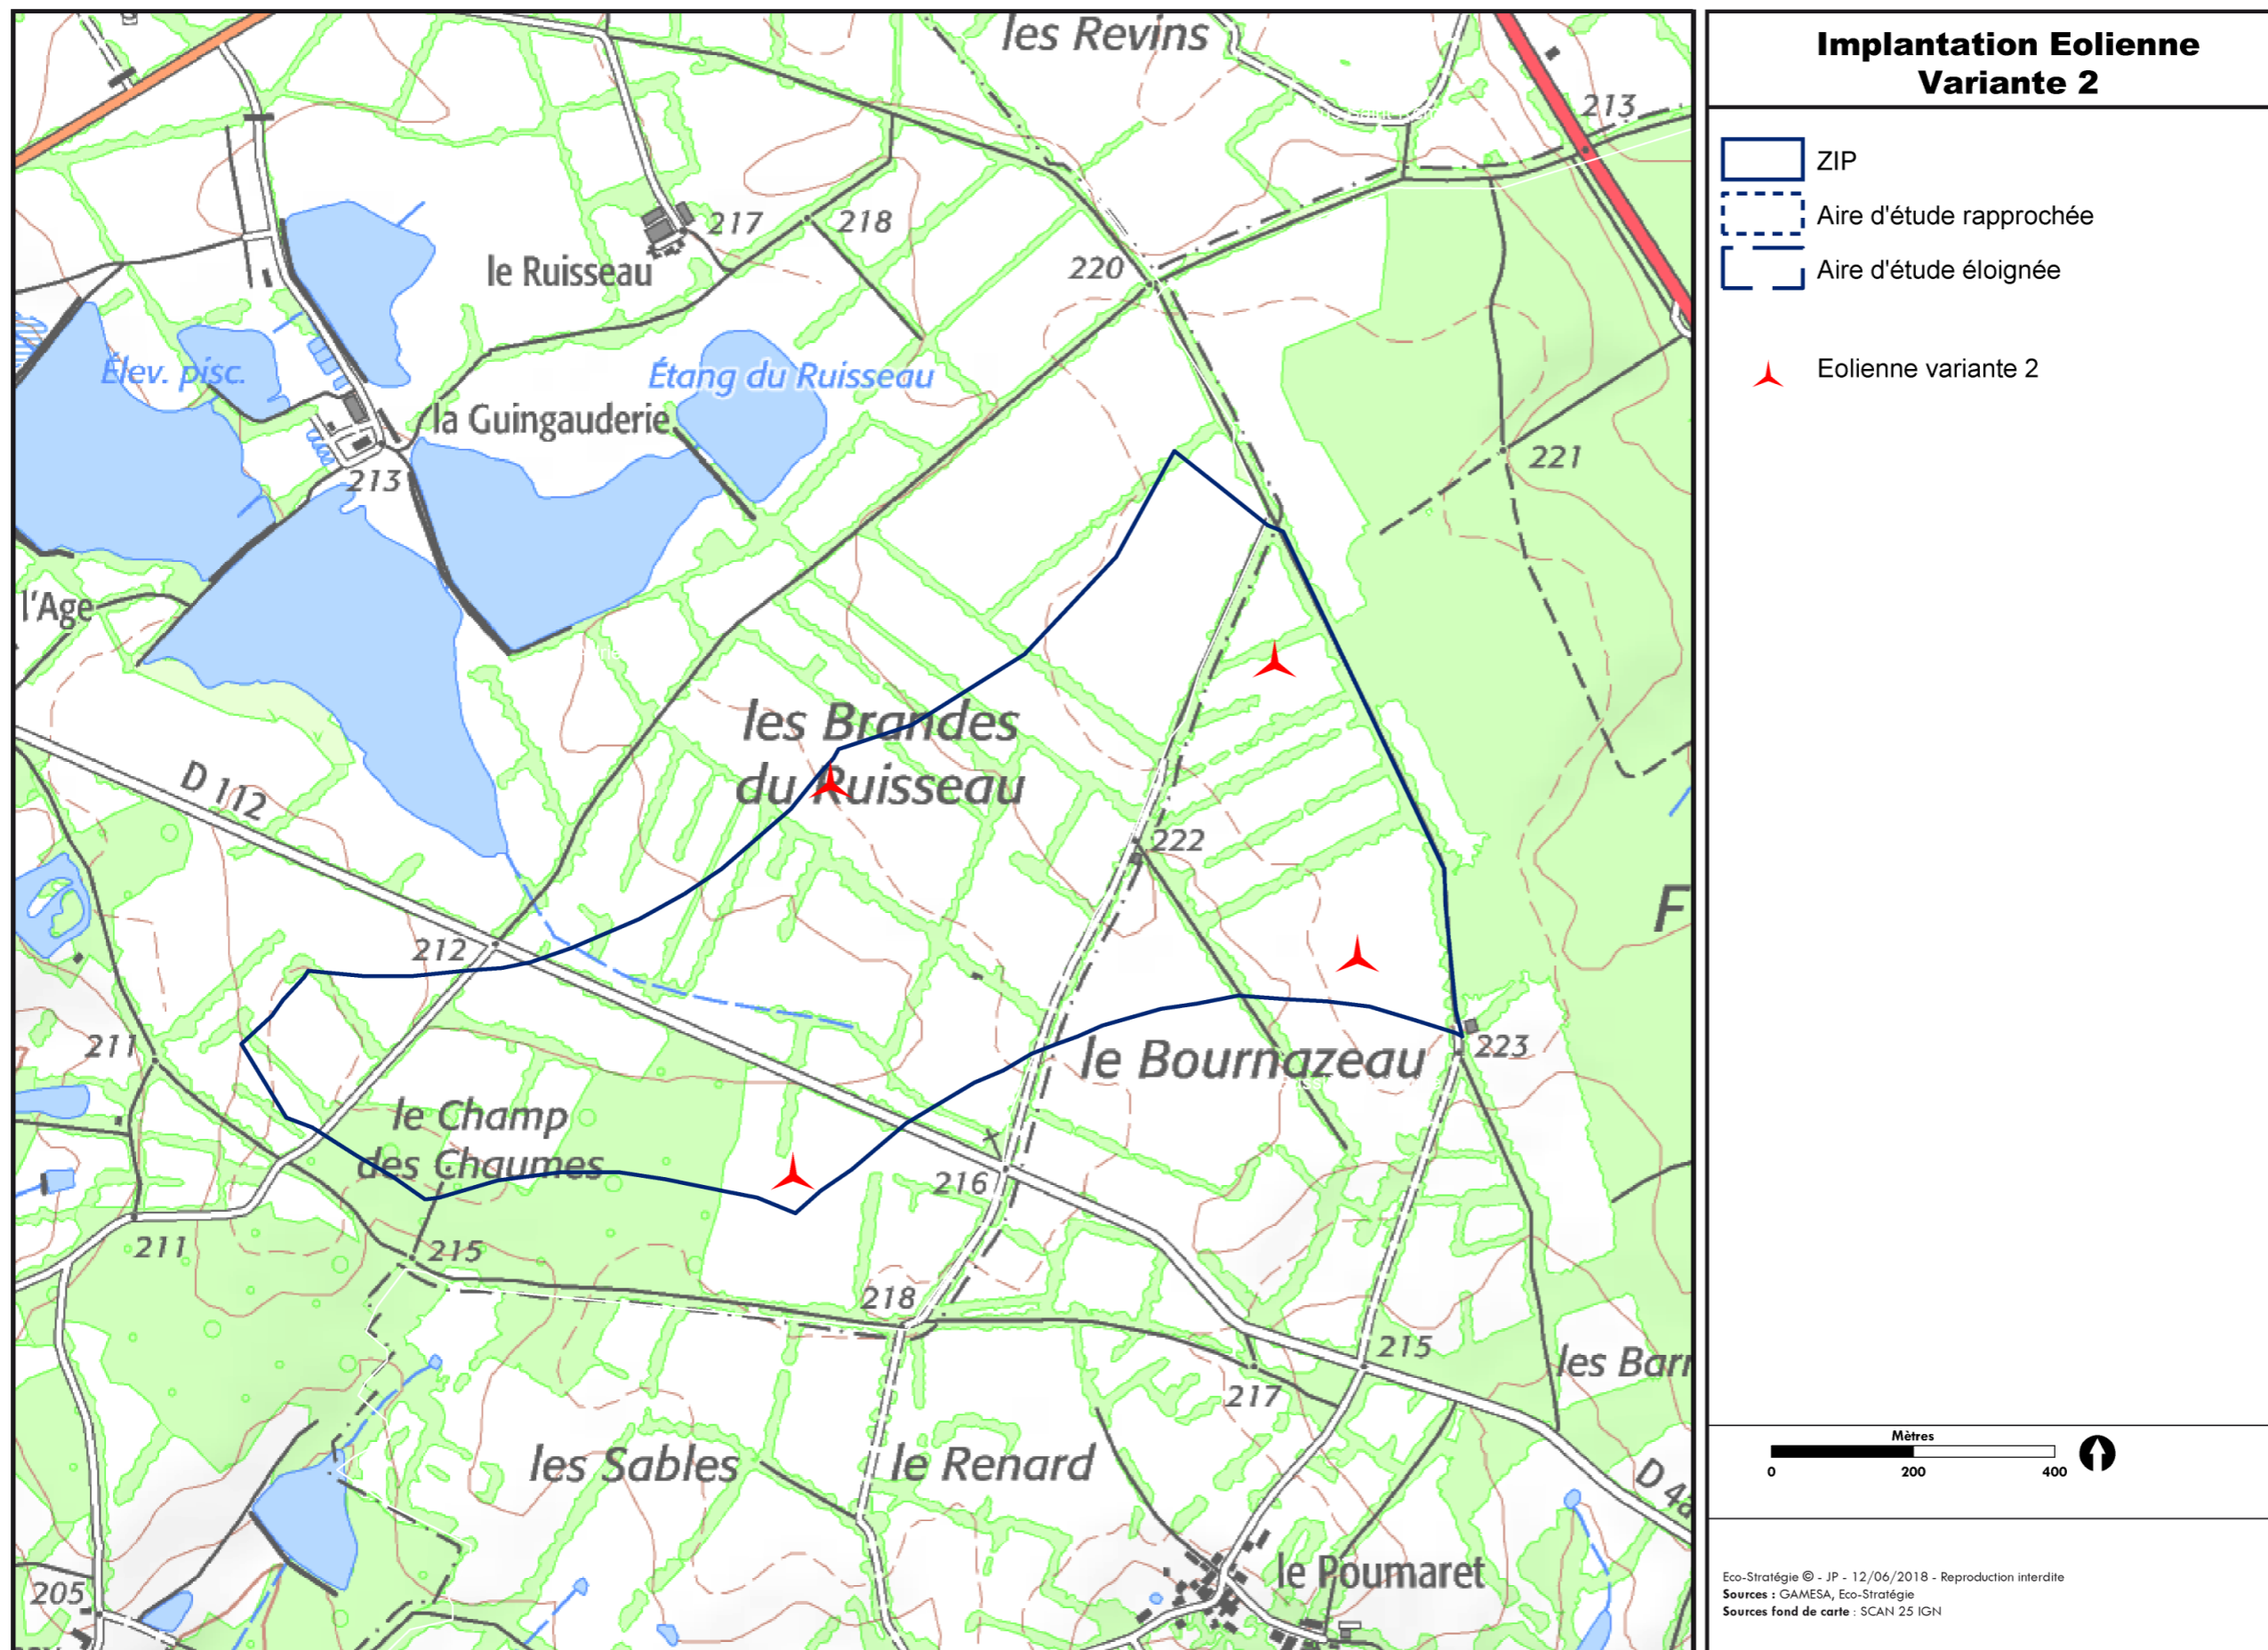 les Revins
213
217
218
le Ruisseau
220
Élev. pisc.
Étang du Ruisseau
la Guingauderie
221
213
l'Age
les Brandes
du Ruisseau
D 112
222
F
212
211
le Bournazeau
223
le Champ
des Chaumes
216
211
215
218
215
les Barr
217
les Sables
le Renard
D 4a
le Poumaret
205
Implantation Eolienne
Variante 2
ZIP
Aire d'étude rapprochée
Aire d'étude éloignée
Eolienne variante 2
Mètres
0 200 400
Eco-Stratégie © - JP - 12/06/2018 - Reproduction interdite
Sources : GAMESA, Eco-Stratégie
Sources fond de carte : SCAN 25 IGN